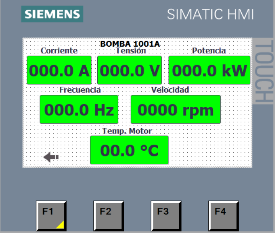 SIEMENS SIMATIC HMI
BOMBA 1001A
Corriente Tensión Potencia
000.0 A 000.0 V 000.0 kW
Frecuencia Velocidad
000.0 Hz 0000 rpm
Temp. Motor
00.0 °C
TOUCH
F1 F2 F3 F4